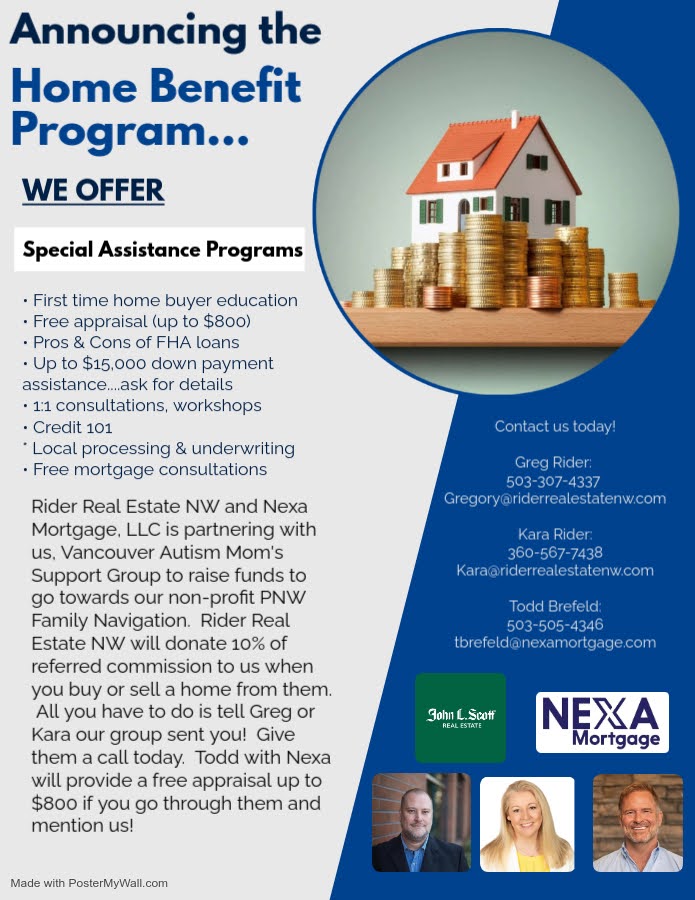 Announcing the
Home Benefit
Program...
WE OFFER
Special Assistance Programs
• First time home buyer education
• Free appraisal (up to $800)
• Pros & Cons of FHA loans
• Up to $15,000 down payment
assistance....ask for details
• 1:1 consultations, workshops
• Credit 101
* Local processing & underwriting
• Free mortgage consultations
Rider Real Estate NW and Nexa
Mortgage, LLC is partnering with
us, Vancouver Autism Mom's
Support Group to raise funds to
go towards our non-profit PNW
Family Navigation.  Rider Real
Estate NW will donate 10% of
referred commission to us when
you buy or sell a home from them.
All you have to do is tell Greg or
Kara our group sent you!  Give
them a call today.  Todd with Nexa
will provide a free appraisal up to
$800 if you go through them and
mention us!
Contact us today!
Greg Rider:
503-307-4337
Gregory@riderrealestatenw.com
Kara Rider:
360-567-7438
Kara@riderrealestatenw.com
Todd Brefeld:
503-505-4346
tbrefeld@nexamortgage.com
John L. Scott
REAL ESTATE
NEXA
Mortgage
Made with PosterMyWall.com